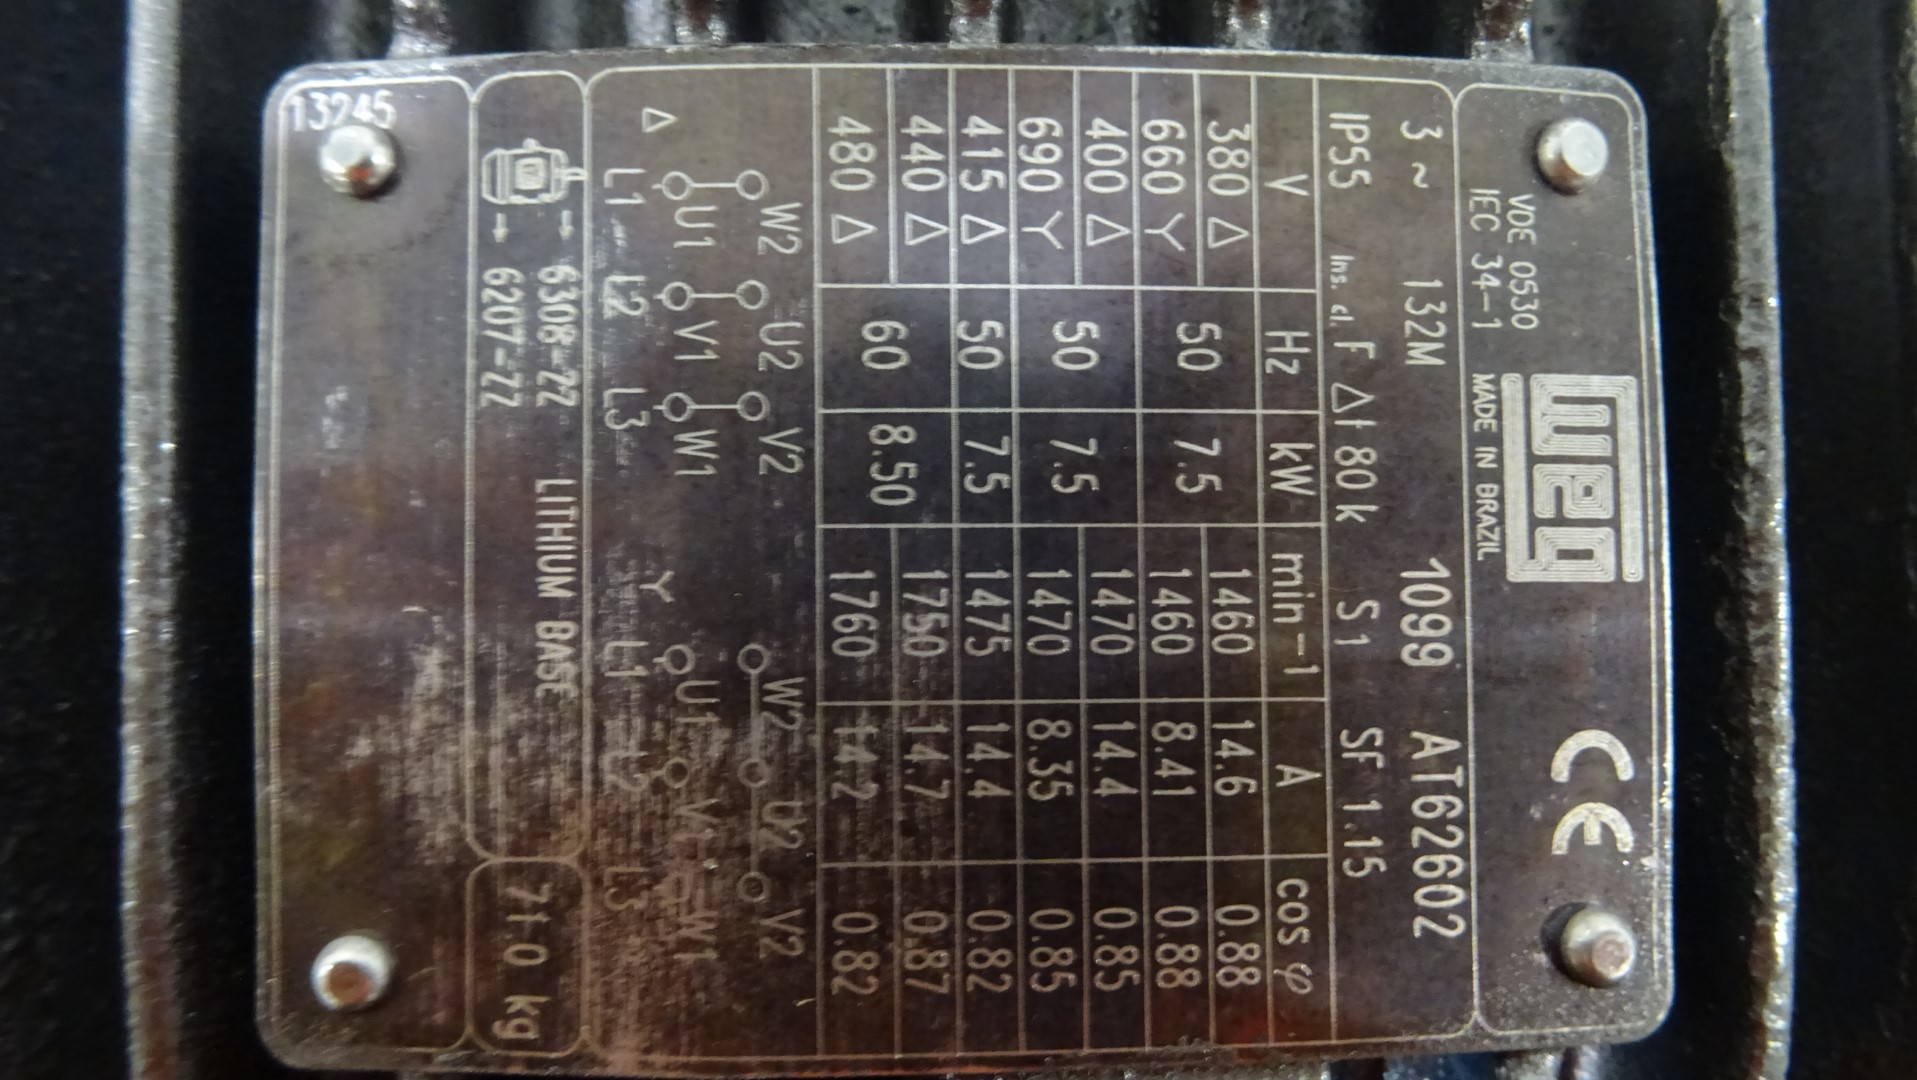 weg
CE
VDE 0530
IEC 34-1
MADE IN BRAZIL
3 ~ 132M 1099 AT62602
IP55 Ins. cl. F Δt 80k S1 SF 1.15
V Hz kW min-1 A cos φ
380 Δ 50 7.5 1460 14.6 0.88
660 Y 1460 8.41 0.88
400 Δ 50 7.5 1470 14.4 0.85
690 Y 1470 8.35 0.85
415 Δ 50 7.5 1475 14.4 0.82
440 Δ 60 8.50 1750 14.7 0.87
480 Δ 1760 14.2 0.82
W2 U2 V2 W2 U2 V2
Δ U1 V1 W1 Y U1 V1 W1
L1 L2 L3 L1 L2 L3
→ 6308-ZZ LITHIUM BASE
→ 6207-ZZ
71.0 kg
13245